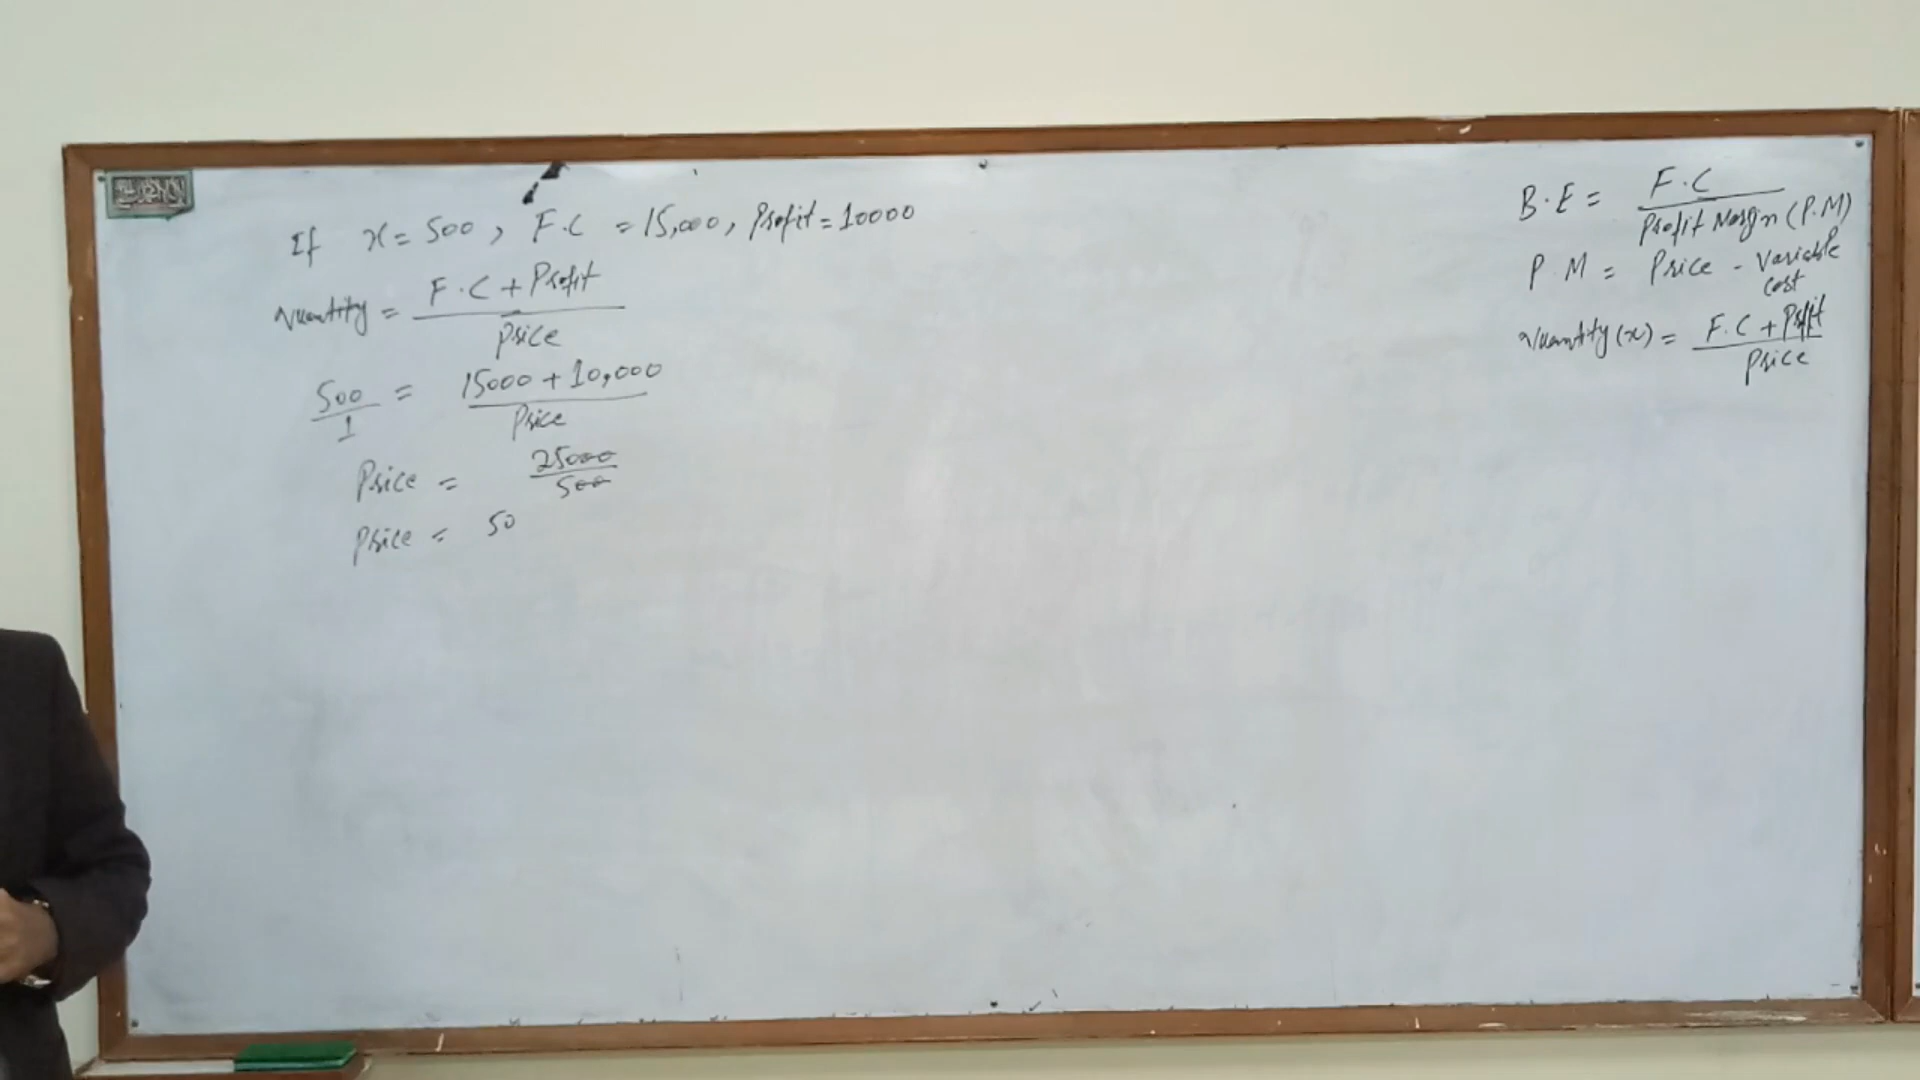 If x = 500, F.C = 15,000, Profit = 10000
Quantity = F.C + Profit / Price
500 / 1 = 15000 + 10,000 / Price
Price = 25000 / 500
Price = 50
B.E = F.C / Profit Margin (P.M)
P.M = Price - Variable cost
Quantity (x) = F.C + Profit / Price